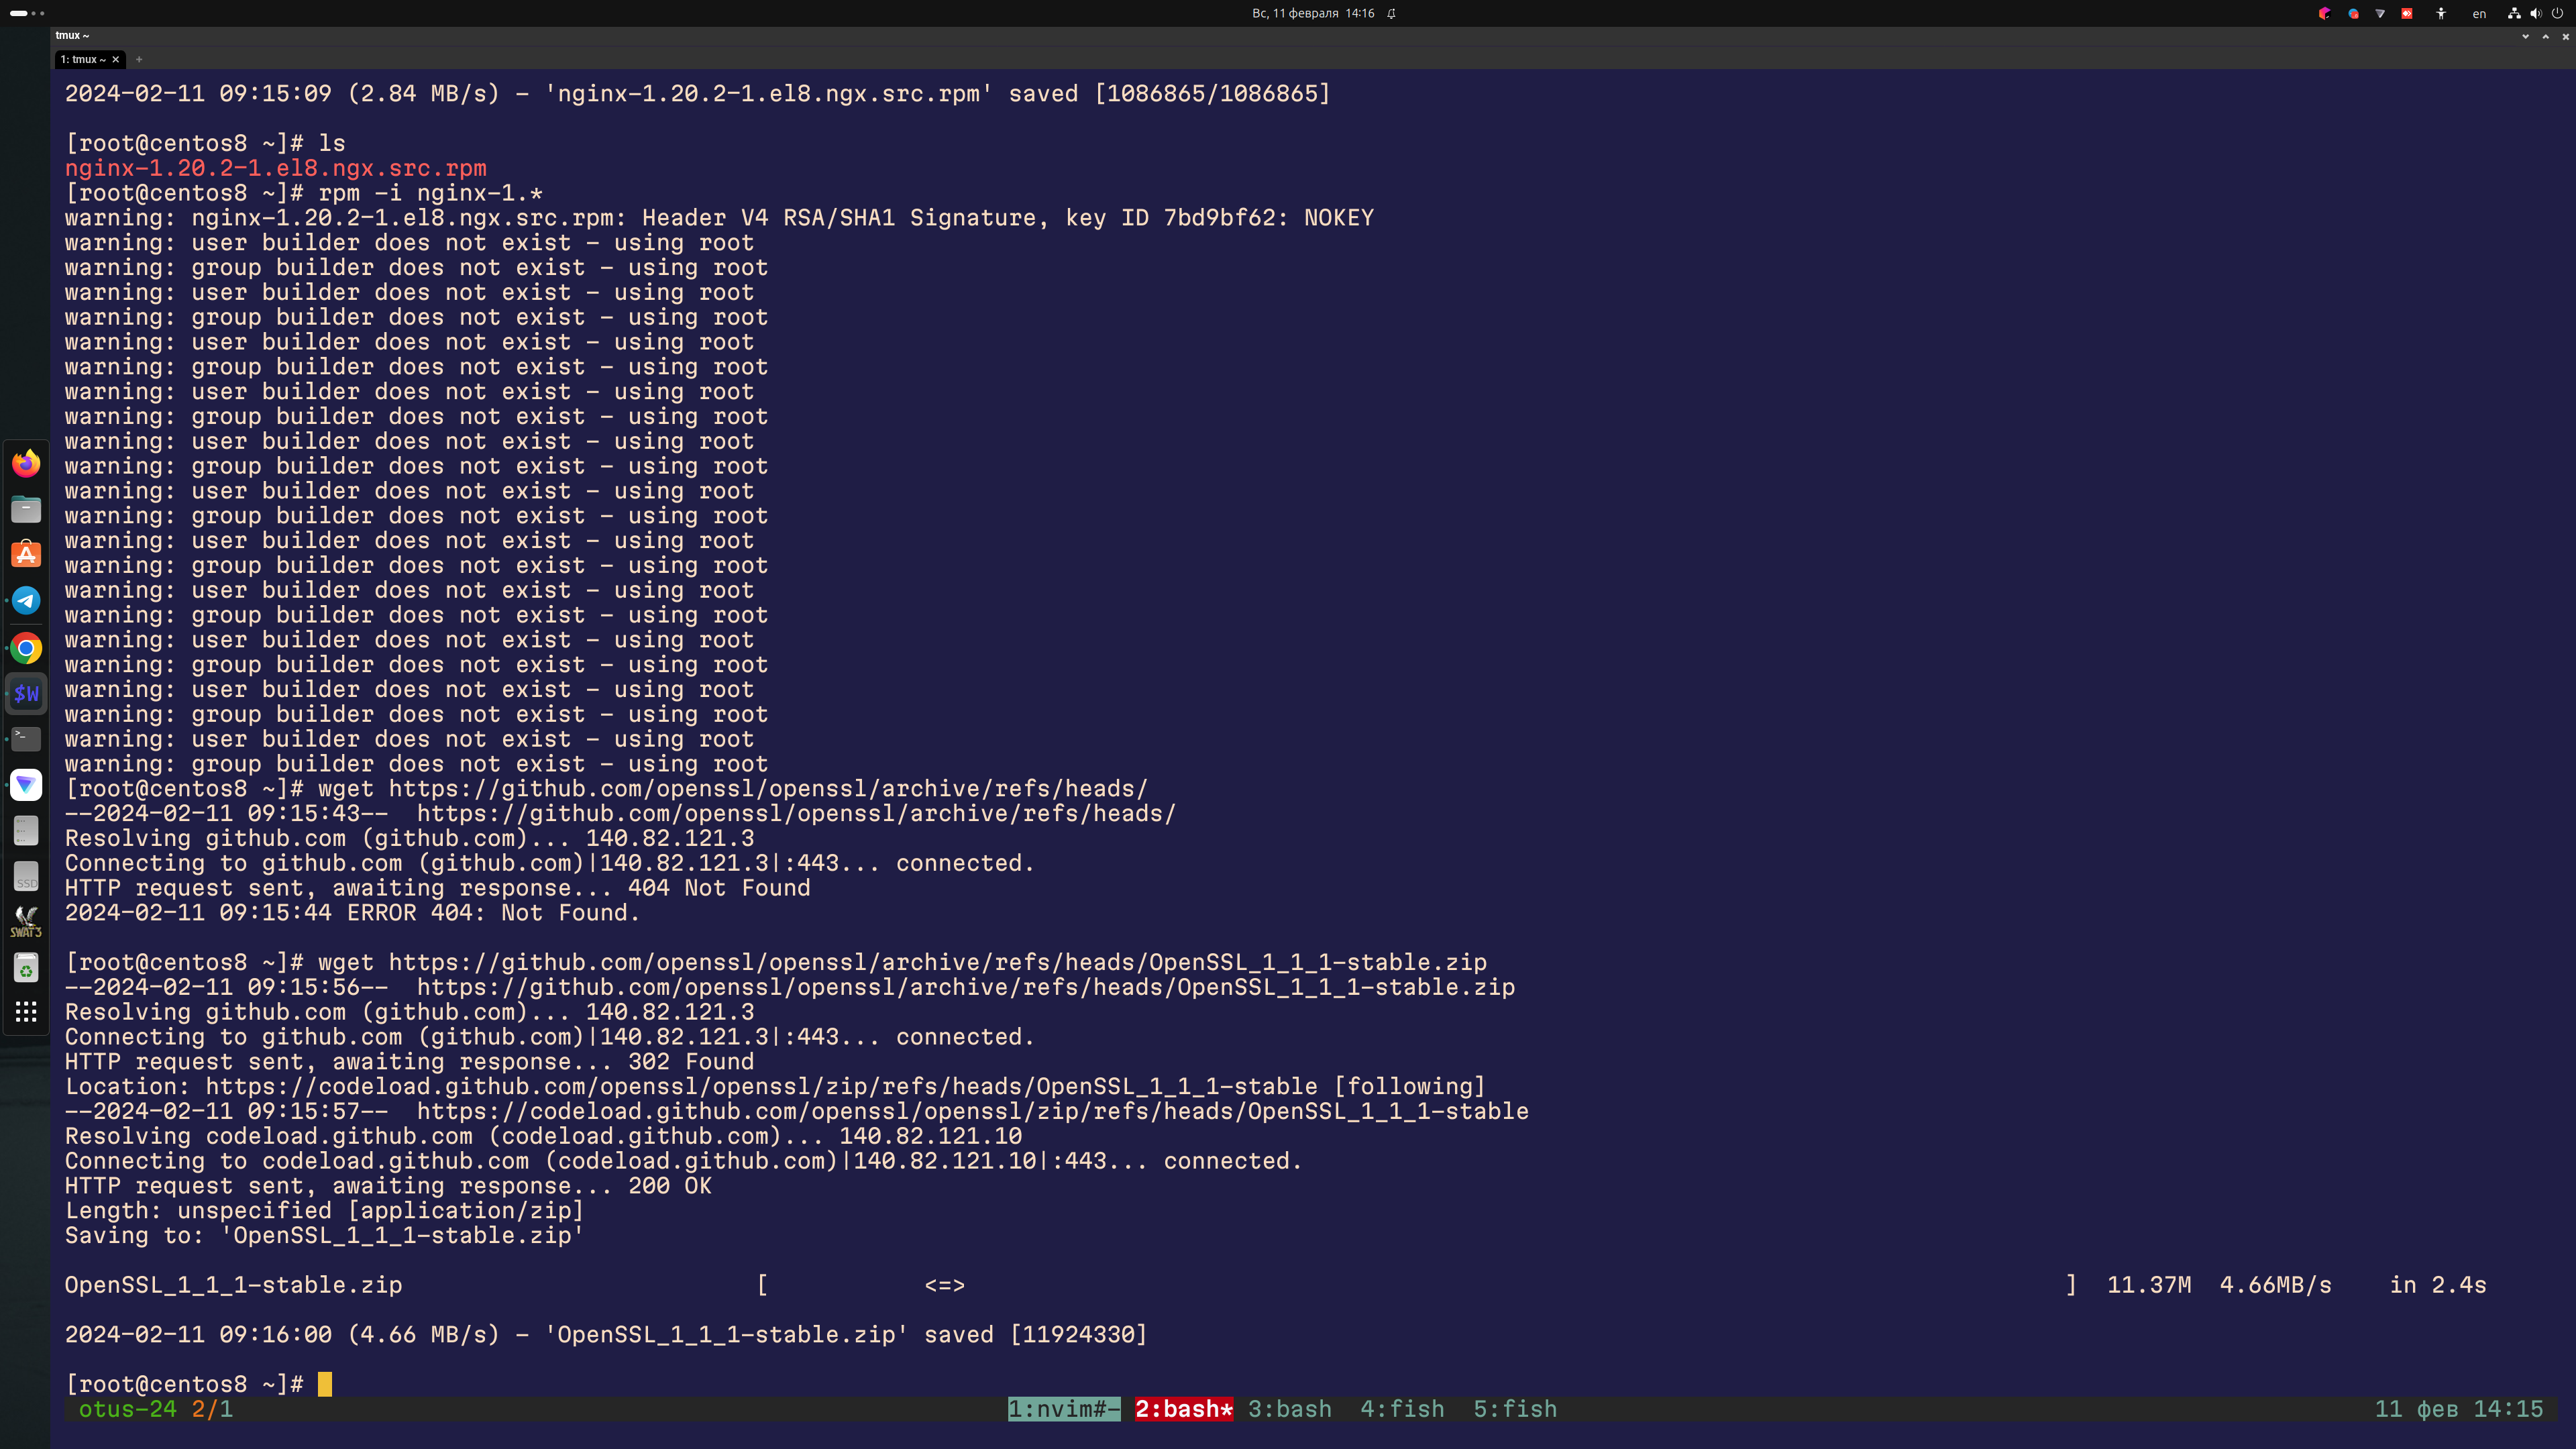 Вс, 11 февраля 14:16
en
tmux ~
1: tmux ~ × +
2024-02-11 09:15:09 (2.84 MB/s) - 'nginx-1.20.2-1.el8.ngx.src.rpm' saved [1086865/1086865]
[root@centos8 ~]# ls
nginx-1.20.2-1.el8.ngx.src.rpm
[root@centos8 ~]# rpm -i nginx-1.*
warning: nginx-1.20.2-1.el8.ngx.src.rpm: Header V4 RSA/SHA1 Signature, key ID 7bd9bf62: NOKEY
warning: user builder does not exist - using root
warning: group builder does not exist - using root
warning: user builder does not exist - using root
warning: group builder does not exist - using root
warning: user builder does not exist - using root
warning: group builder does not exist - using root
warning: user builder does not exist - using root
warning: group builder does not exist - using root
warning: user builder does not exist - using root
warning: group builder does not exist - using root
warning: user builder does not exist - using root
warning: group builder does not exist - using root
warning: user builder does not exist - using root
warning: group builder does not exist - using root
warning: user builder does not exist - using root
warning: group builder does not exist - using root
warning: user builder does not exist - using root
warning: group builder does not exist - using root
warning: user builder does not exist - using root
warning: group builder does not exist - using root
warning: user builder does not exist - using root
warning: group builder does not exist - using root
[root@centos8 ~]# wget https://github.com/openssl/openssl/archive/refs/heads/
--2024-02-11 09:15:43--  https://github.com/openssl/openssl/archive/refs/heads/
Resolving github.com (github.com)... 140.82.121.3
Connecting to github.com (github.com)|140.82.121.3|:443... connected.
HTTP request sent, awaiting response... 404 Not Found
2024-02-11 09:15:44 ERROR 404: Not Found.
[root@centos8 ~]# wget https://github.com/openssl/openssl/archive/refs/heads/OpenSSL_1_1_1-stable.zip
--2024-02-11 09:15:56--  https://github.com/openssl/openssl/archive/refs/heads/OpenSSL_1_1_1-stable.zip
Resolving github.com (github.com)... 140.82.121.3
Connecting to github.com (github.com)|140.82.121.3|:443... connected.
HTTP request sent, awaiting response... 302 Found
Location: https://codeload.github.com/openssl/openssl/zip/refs/heads/OpenSSL_1_1_1-stable [following]
--2024-02-11 09:15:57--  https://codeload.github.com/openssl/openssl/zip/refs/heads/OpenSSL_1_1_1-stable
Resolving codeload.github.com (codeload.github.com)... 140.82.121.10
Connecting to codeload.github.com (codeload.github.com)|140.82.121.10|:443... connected.
HTTP request sent, awaiting response... 200 OK
Length: unspecified [application/zip]
Saving to: 'OpenSSL_1_1_1-stable.zip'
OpenSSL_1_1_1-stable.zip [ <=> ] 11.37M 4.66MB/s in 2.4s
2024-02-11 09:16:00 (4.66 MB/s) - 'OpenSSL_1_1_1-stable.zip' saved [11924330]
[root@centos8 ~]#
otus-24 2/1 1:nvim#- 2:bash* 3:bash 4:fish 5:fish 11 фев 14:15
$W
>_
SSD
SWAT3